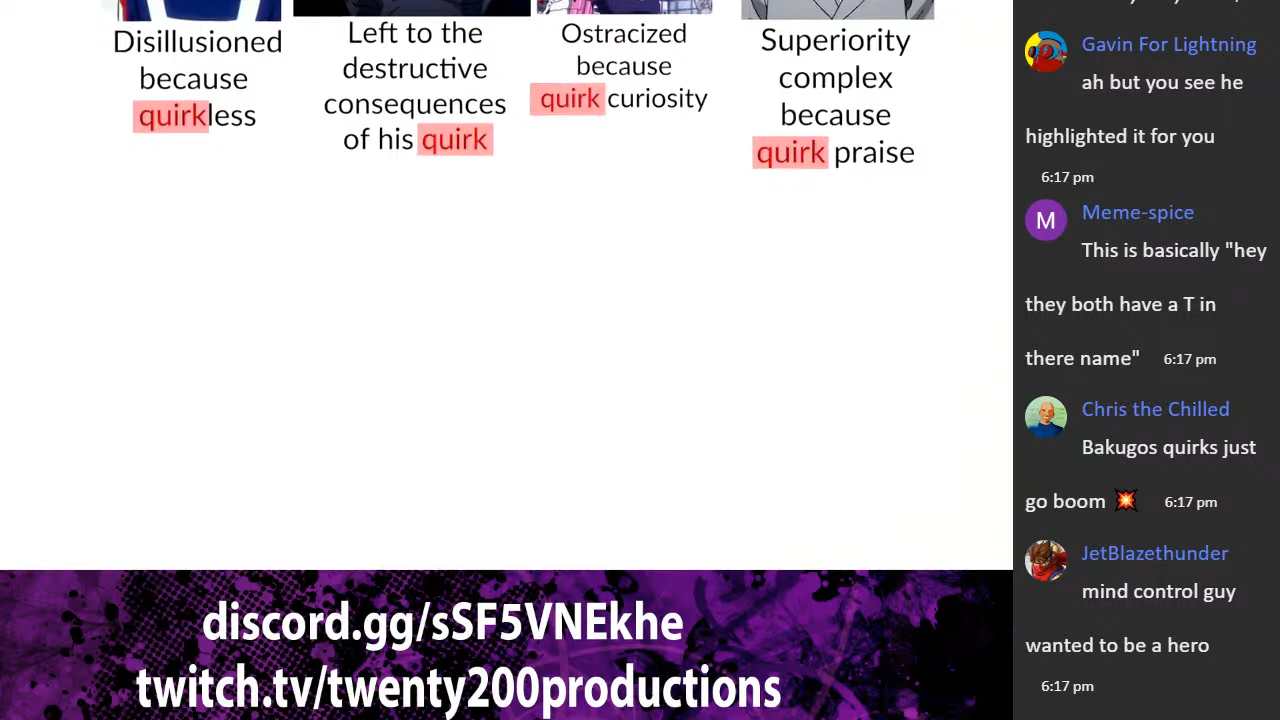 Disillusioned
because
quirkless
Left to the
destructive
consequences
of his quirk
Ostracized
because
quirk curiosity
Superiority
complex
because
quirk praise
discord.gg/sSF5VNEkhe
twitch.tv/twenty200productions
Gavin For Lightning
ah but you see he
highlighted it for you
6:17 pm
M
Meme-spice
This is basically "hey
they both have a T in
there name" 6:17 pm
Chris the Chilled
Bakugos quirks just
go boom 💥 6:17 pm
JetBlazethunder
mind control guy
wanted to be a hero
6:17 pm